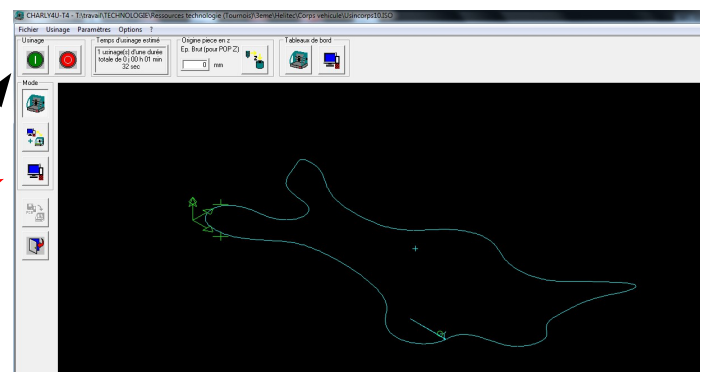 CHARLY4U-T4 - T:\travail\TECHNOLOGIE\Ressources technologie (Tournois)\3eme\Helitec\Corps vehicule\Usincorps10.ISO
Fichier Usinage Paramètres Options ?
Usinage
Temps d'usinage estimé
1 usinage(s) d'une durée
totale de 0 j 00 h 01 min
32 sec
Origine pièce en z
Ep. Brut (pour POP Z)
0 mm
Z
Tableaux de bord
Mode